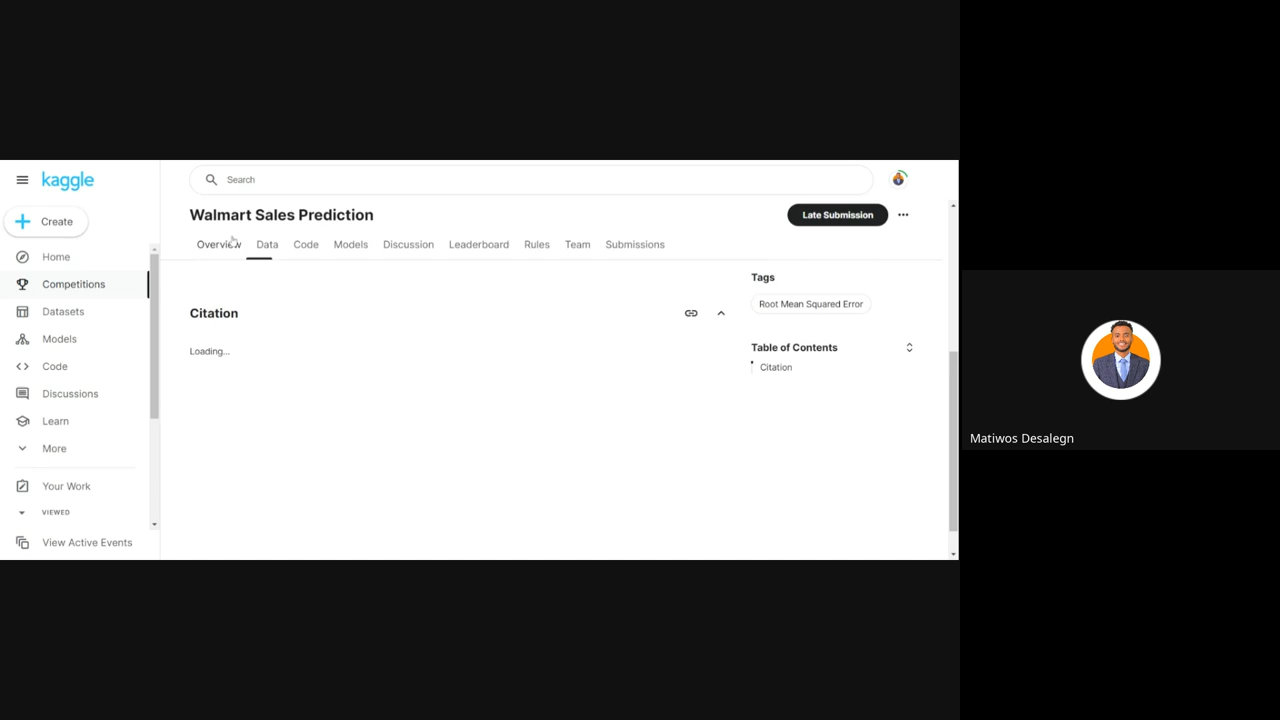 kaggle
Search
Create
Walmart Sales Prediction
Late Submission
Overview
Data
Code
Models
Discussion
Leaderboard
Rules
Team
Submissions
Home
Competitions
Datasets
Models
Code
Discussions
Learn
More
Your Work
VIEWED
View Active Events
Citation
Loading...
Tags
Root Mean Squared Error
Table of Contents
Citation
Matiwos Desalegn